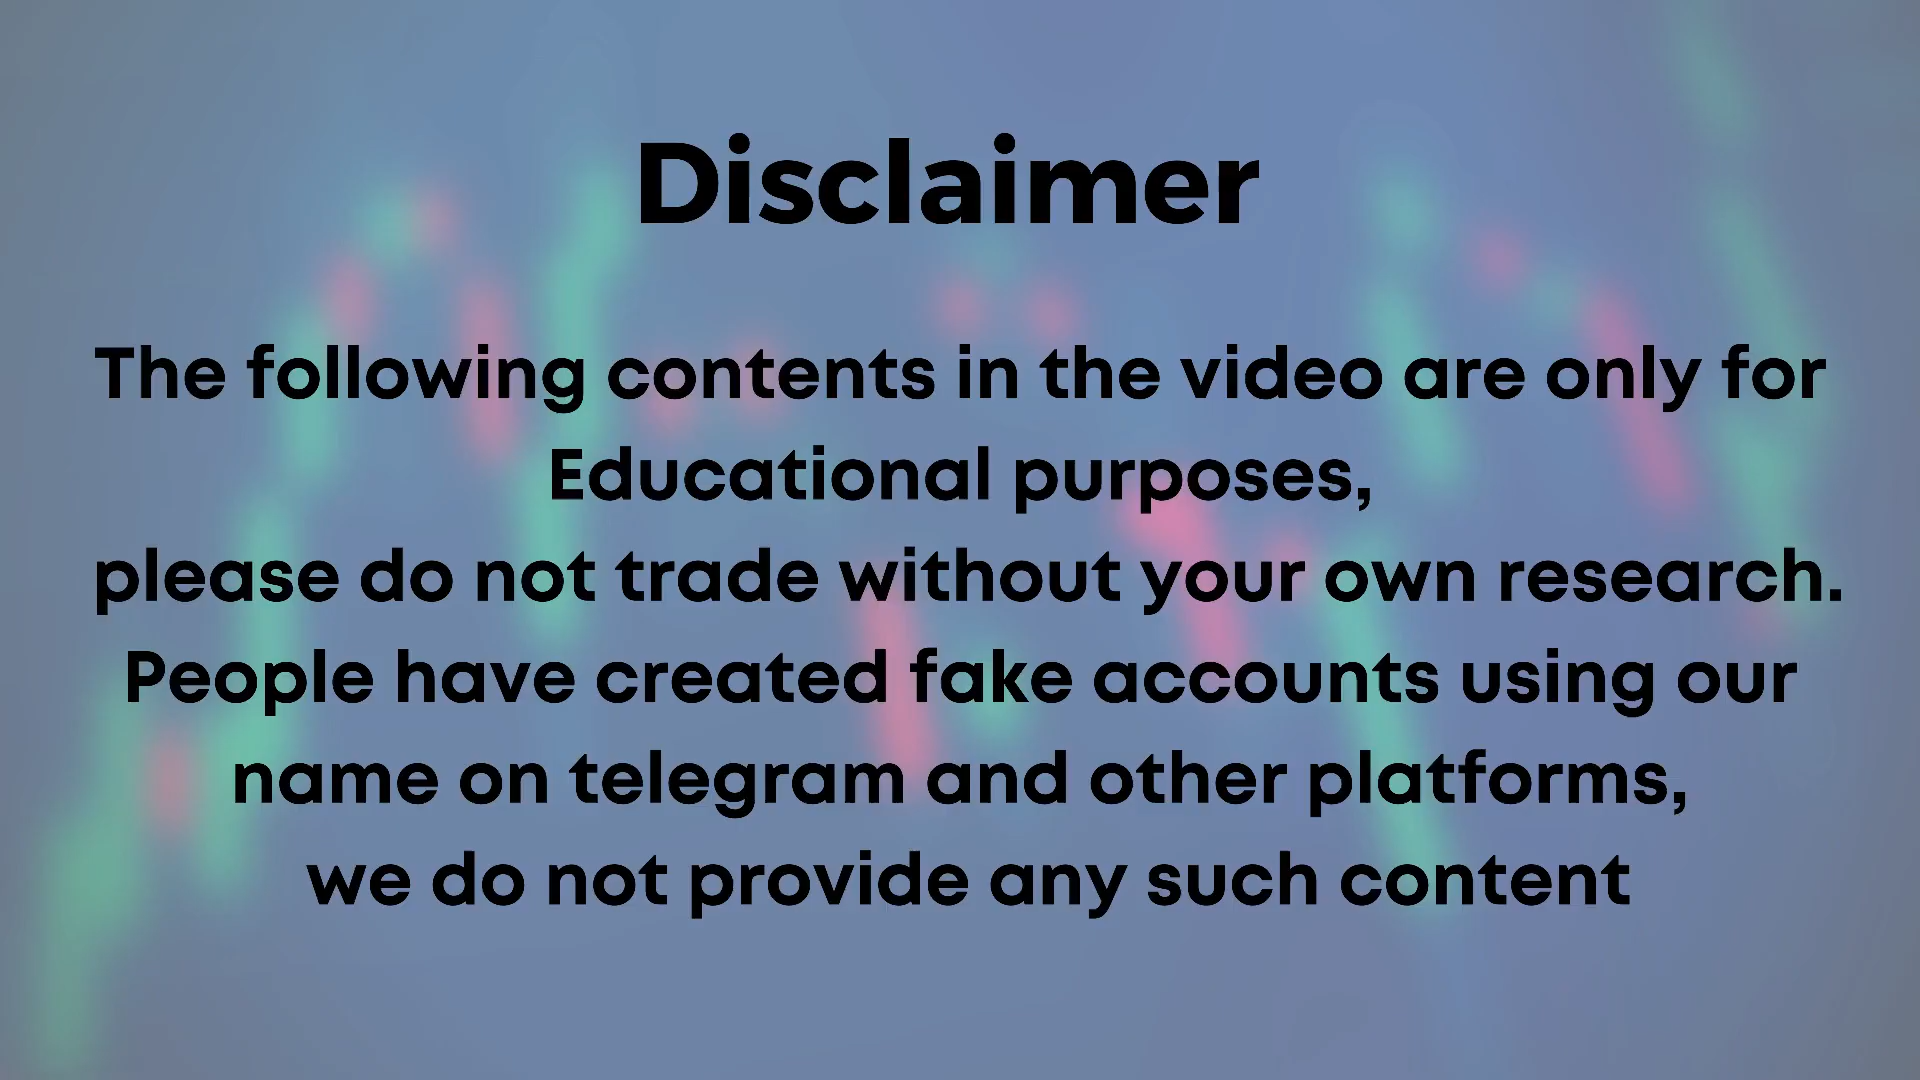 Disclaimer
The following contents in the video are only for
Educational purposes,
please do not trade without your own research.
People have created fake accounts using our
name on telegram and other platforms,
we do not provide any such content